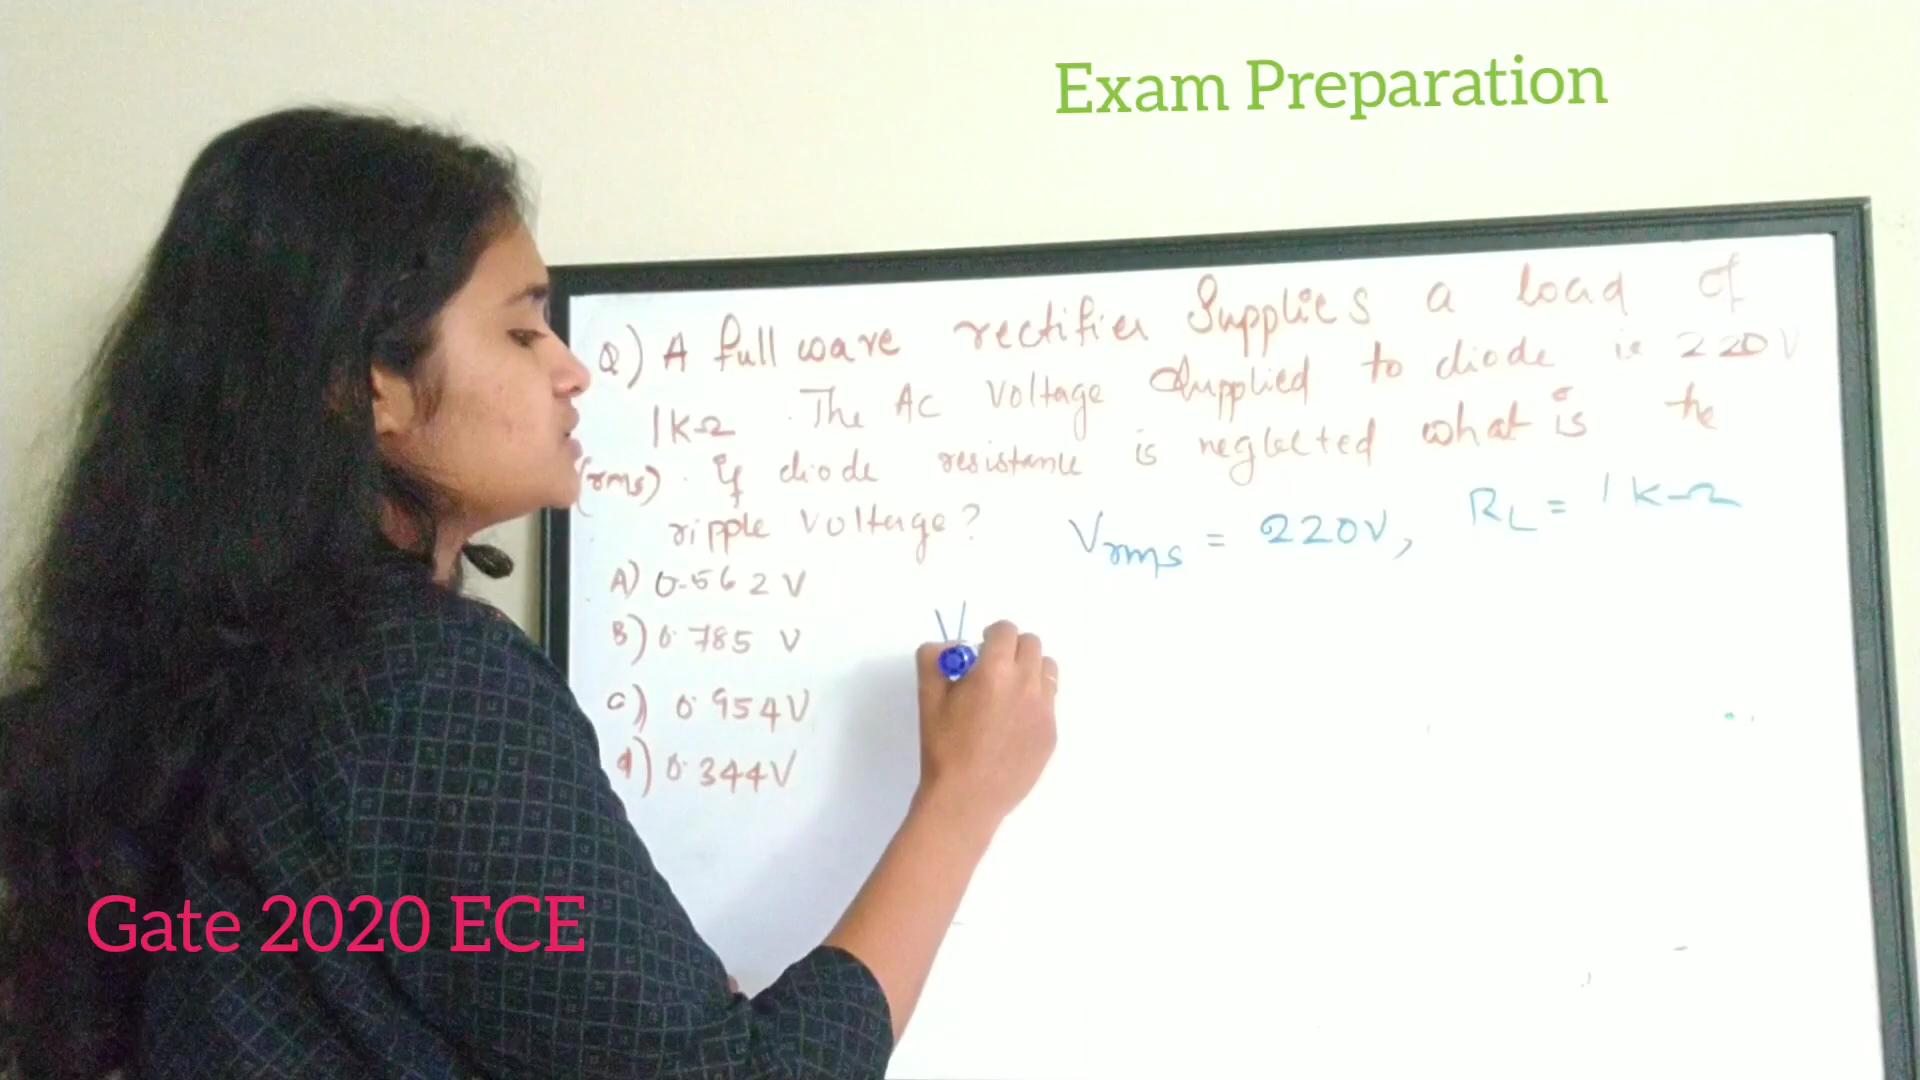 Exam Preparation
Q) A full wave rectifier Supplies a load of
1KΩ. The AC Voltage Supplied to diode is 220V
(rms). If diode resistance is neglected what is the
ripple Voltage?
Vrms = 220V, RL = 1KΩ
A) 0.562 V
B) 0.785 V
C) 0.954V
d) 0.344V
V
Gate 2020 ECE